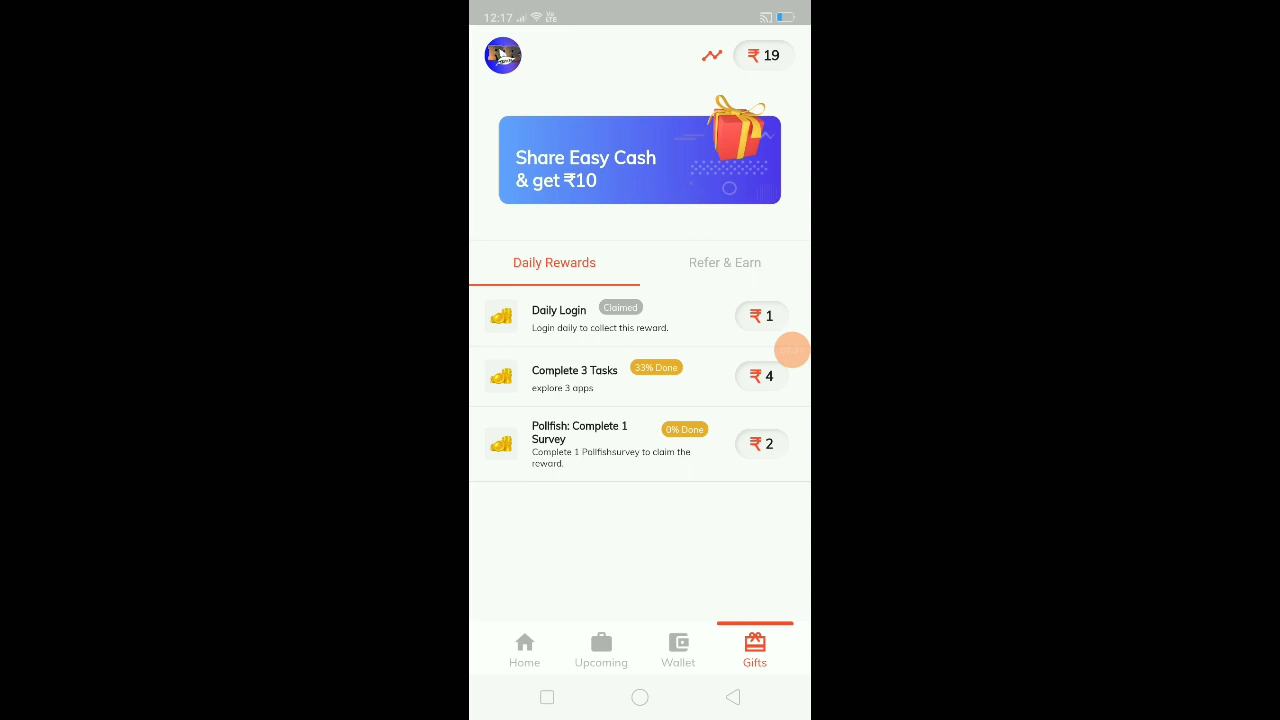 12:17
Vo
LTE
₹ 19
Share Easy Cash
& get ₹10
Daily Rewards
Refer & Earn
Daily Login
Claimed
Login daily to collect this reward.
₹ 1
Complete 3 Tasks
33% Done
explore 3 apps
₹ 4
Pollfish: Complete 1
Survey
0% Done
Complete 1 Pollfishsurvey to claim the
reward.
₹ 2
Home
Upcoming
Wallet
Gifts